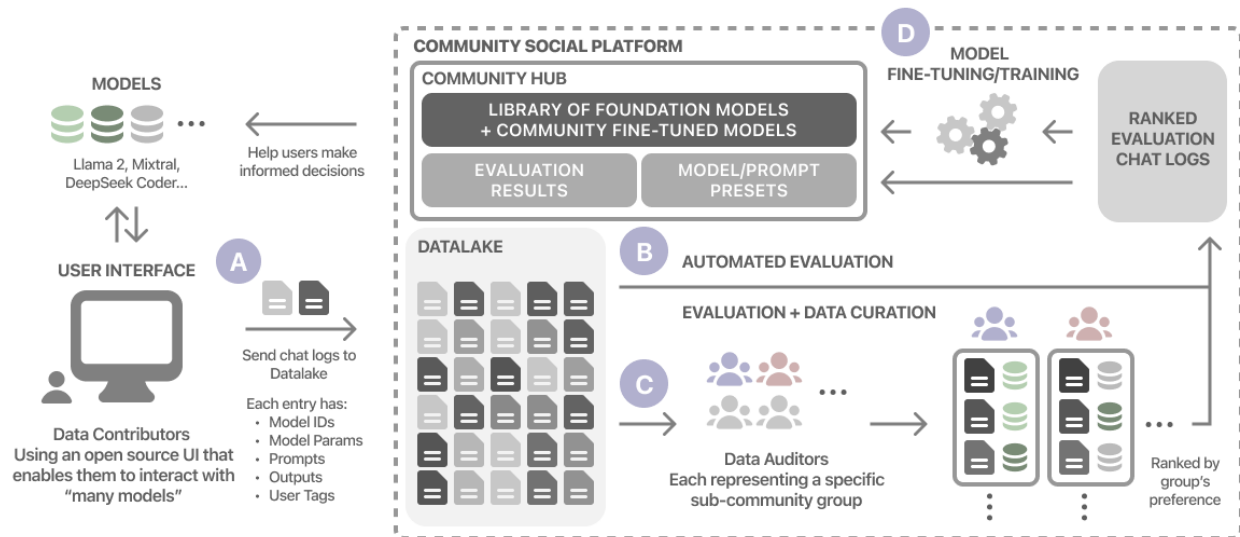 MODELS
Llama 2, Mixtral,
DeepSeek Coder...
Help users make
informed decisions
USER INTERFACE
Data Contributors
Using an open source UI that
enables them to interact with
“many models”
A
Send chat logs to
Datalake
Each entry has:
• Model IDs
• Model Params
• Prompts
• Outputs
• User Tags
COMMUNITY SOCIAL PLATFORM
COMMUNITY HUB
LIBRARY OF FOUNDATION MODELS
+ COMMUNITY FINE-TUNED MODELS
EVALUATION
RESULTS
MODEL/PROMPT
PRESETS
D
MODEL
FINE-TUNING/TRAINING
RANKED
EVALUATION
CHAT LOGS
DATALAKE
B
AUTOMATED EVALUATION
EVALUATION + DATA CURATION
C
Data Auditors
Each representing a specific
sub-community group
Ranked by
group's
preference